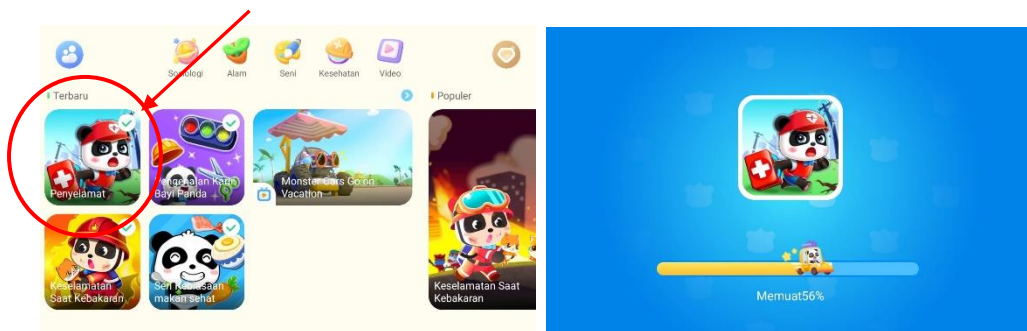 Sosiologi
Alam
Seni
Kesehatan
Video
Terbaru
Populer
Penyelamat
Pengenalan Kartu
Bayi Panda
Monster Cars Go on
Vacation
Keselamatan
Saat Kebakaran
Seri Kebiasaan
makan sehat
Keselamatan Saat
Kebakaran
Memuat56%